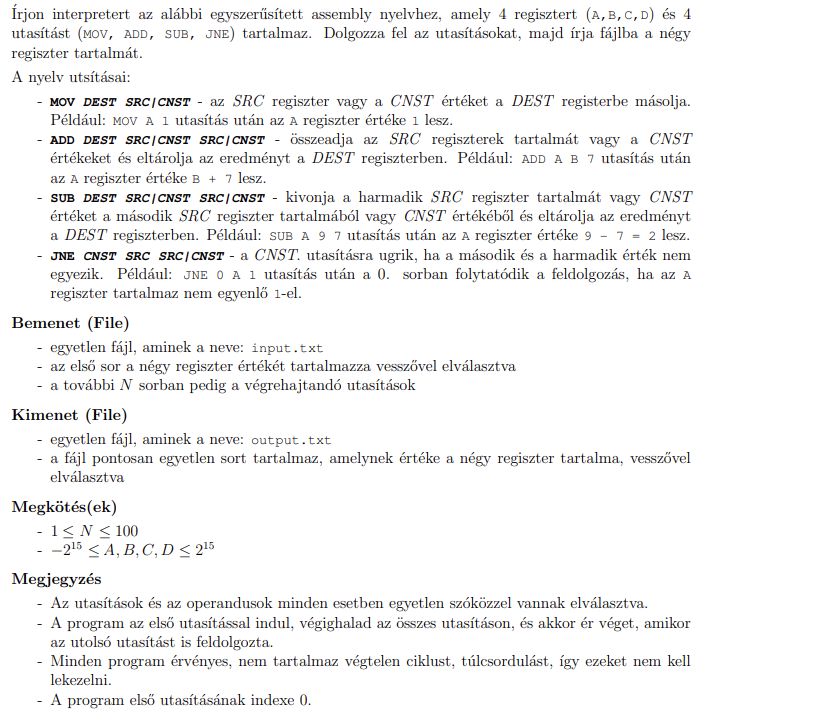 Írjon interpretert az alábbi egyszerűsített assembly nyelvhez, amely 4 regisztert (A,B,C,D) és 4
utasítást (MOV, ADD, SUB, JNE) tartalmaz. Dolgozza fel az utasításokat, majd írja fájlba a négy
regiszter tartalmát.
A nyelv utsításai:
- MOV DEST SRC|CNST - az SRC regiszter vagy a CNST értéket a DEST registerbe másolja.
Például: MOV A 1 utasítás után az A regiszter értéke 1 lesz.
- ADD DEST SRC|CNST SRC|CNST - összeadja az SRC regiszterek tartalmát vagy a CNST
értékeket és eltárolja az eredményt a DEST regiszterben. Például: ADD A B 7 utasítás után
az A regiszter értéke B + 7 lesz.
- SUB DEST SRC|CNST SRC|CNST - kivonja a harmadik SRC regiszter tartalmát vagy CNST
értéket a második SRC regiszter tartalmából vagy CNST értékéből és eltárolja az eredményt
a DEST regiszterben. Például: SUB A 9 7 utasítás után az A regiszter értéke 9 - 7 = 2 lesz.
- JNE CNST SRC SRC|CNST - a CNST. utasításra ugrik, ha a második és a harmadik érték nem
egyezik. Például: JNE 0 A 1 utasítás után a 0. sorban folytatódik a feldolgozás, ha az A
regiszter tartalmaz nem egyenlő 1-el.
Bemenet (File)
- egyetlen fájl, aminek a neve: input.txt
- az első sor a négy regiszter értékét tartalmazza vesszővel elválasztva
- a további N sorban pedig a végrehajtandó utasítások
Kimenet (File)
- egyetlen fájl, aminek a neve: output.txt
- a fájl pontosan egyetlen sort tartalmaz, amelynek értéke a négy regiszter tartalma, vesszővel
elválasztva
Megkötés(ek)
- 1 ≤ N ≤ 100
- −2¹⁵ ≤ A, B, C, D ≤ 2¹⁵
Megjegyzés
- Az utasítások és az operandusok minden esetben egyetlen szóközzel vannak elválasztva.
- A program az első utasítással indul, végighalad az összes utasításon, és akkor ér véget, amikor
az utolsó utasítást is feldolgozta.
- Minden program érvényes, nem tartalmaz végtelen ciklust, túlcsordulást, így ezeket nem kell
lekezelni.
- A program első utasításának indexe 0.